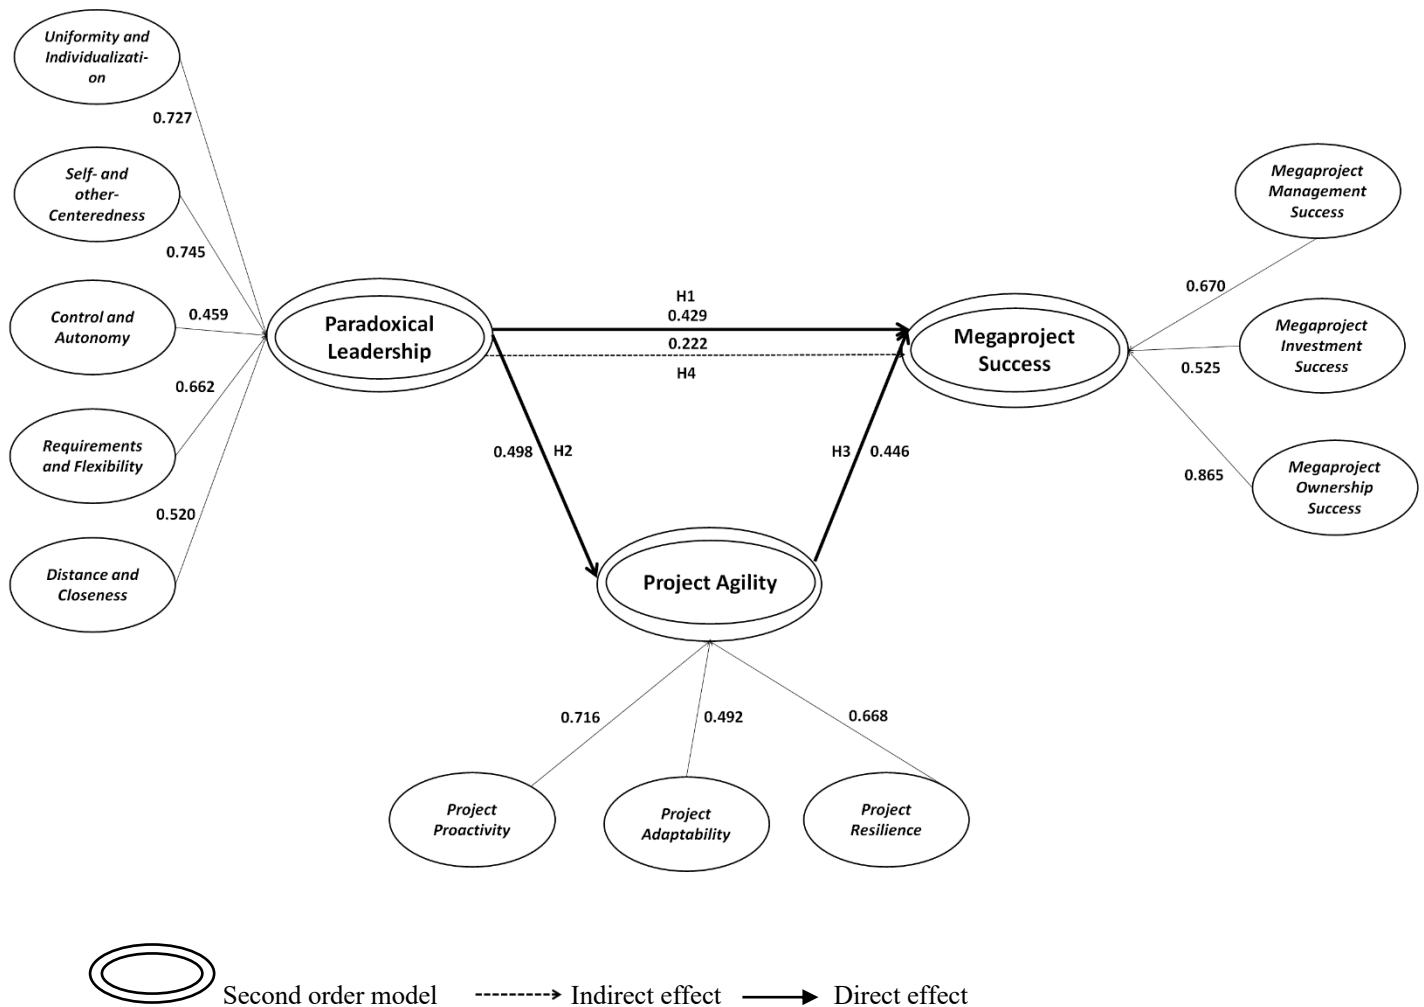 Uniformity and
Individualizati-
on
0.727
Self- and
other-
Centeredness
0.745
Control and
Autonomy
0.459
0.662
Requirements
and Flexibility
0.520
Distance and
Closeness
Paradoxical
Leadership
H1
0.429
0.222
H4
0.498 H2
H3 0.446
Megaproject
Success
Megaproject
Management
Success
0.670
Megaproject
Investment
Success
0.525
0.865
Megaproject
Ownership
Success
Project Agility
0.716
0.492
0.668
Project
Proactivity
Project
Adaptability
Project
Resilience
Second order model
Indirect effect
Direct effect